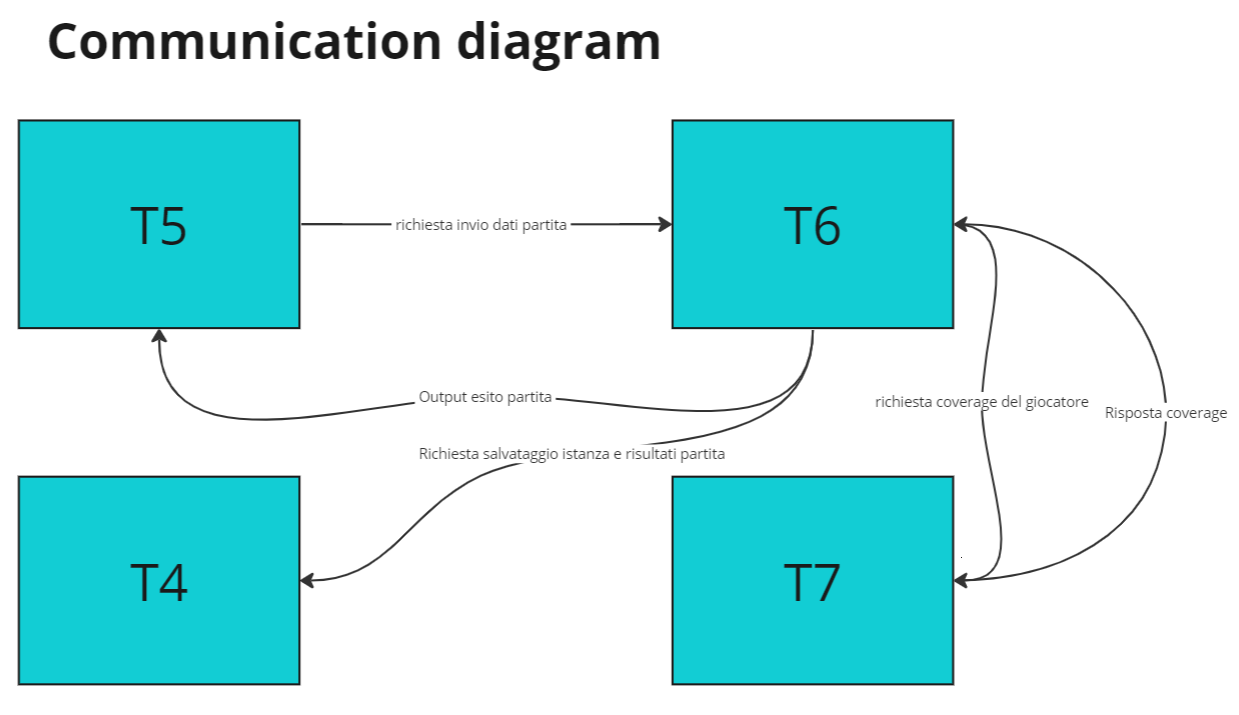 Communication diagram
T5
richiesta invio dati partita
T6
Output esito partita
richiesta coverage del giocatore
Risposta coverage
Richiesta salvataggio istanza e risultati partita
T4
T7